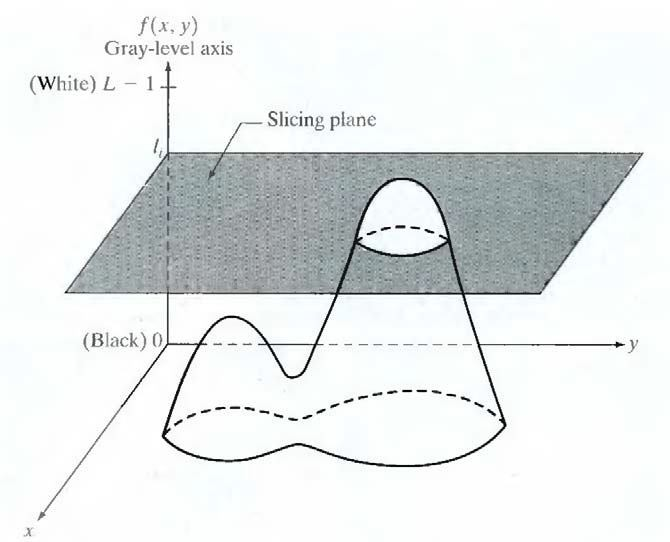 f(x, y)
Gray-level axis
(White) L − 1
Slicing plane
l_i
(Black) 0
y
x